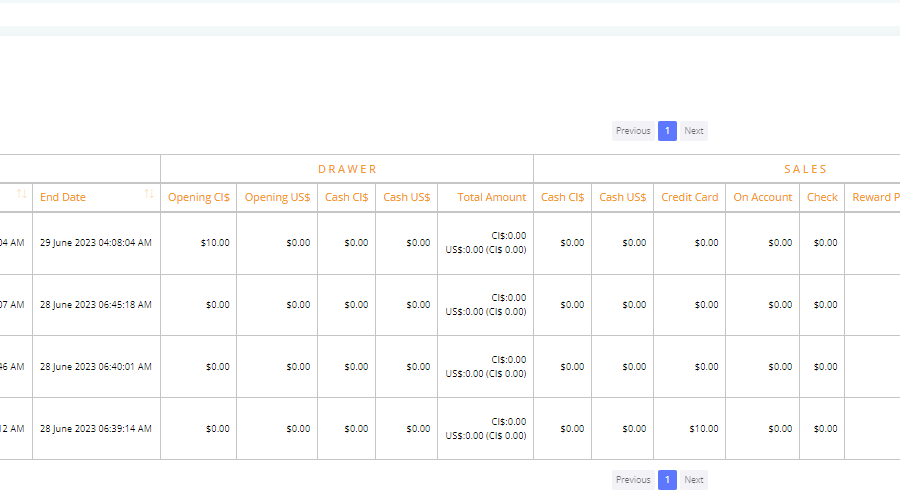 Previous 1 Next
DRAWER SALES
End Date Opening CI$ Opening US$ Cash CI$ Cash US$ Total Amount Cash CI$ Cash US$ Credit Card On Account Check Reward P
04 AM 29 June 2023 04:08:04 AM $10.00 $0.00 $0.00 $0.00 CI$:0.00 $0.00 $0.00 $0.00 $0.00 $0.00
US$:0.00 (CI$ 0.00)
07 AM 28 June 2023 06:45:18 AM $0.00 $0.00 $0.00 $0.00 CI$:0.00 $0.00 $0.00 $0.00 $0.00 $0.00
US$:0.00 (CI$ 0.00)
46 AM 28 June 2023 06:40:01 AM $0.00 $0.00 $0.00 $0.00 CI$:0.00 $0.00 $0.00 $0.00 $0.00 $0.00
US$:0.00 (CI$ 0.00)
12 AM 28 June 2023 06:39:14 AM $0.00 $0.00 $0.00 $0.00 CI$:0.00 $0.00 $0.00 $10.00 $0.00 $0.00
US$:0.00 (CI$ 0.00)
Previous 1 Next